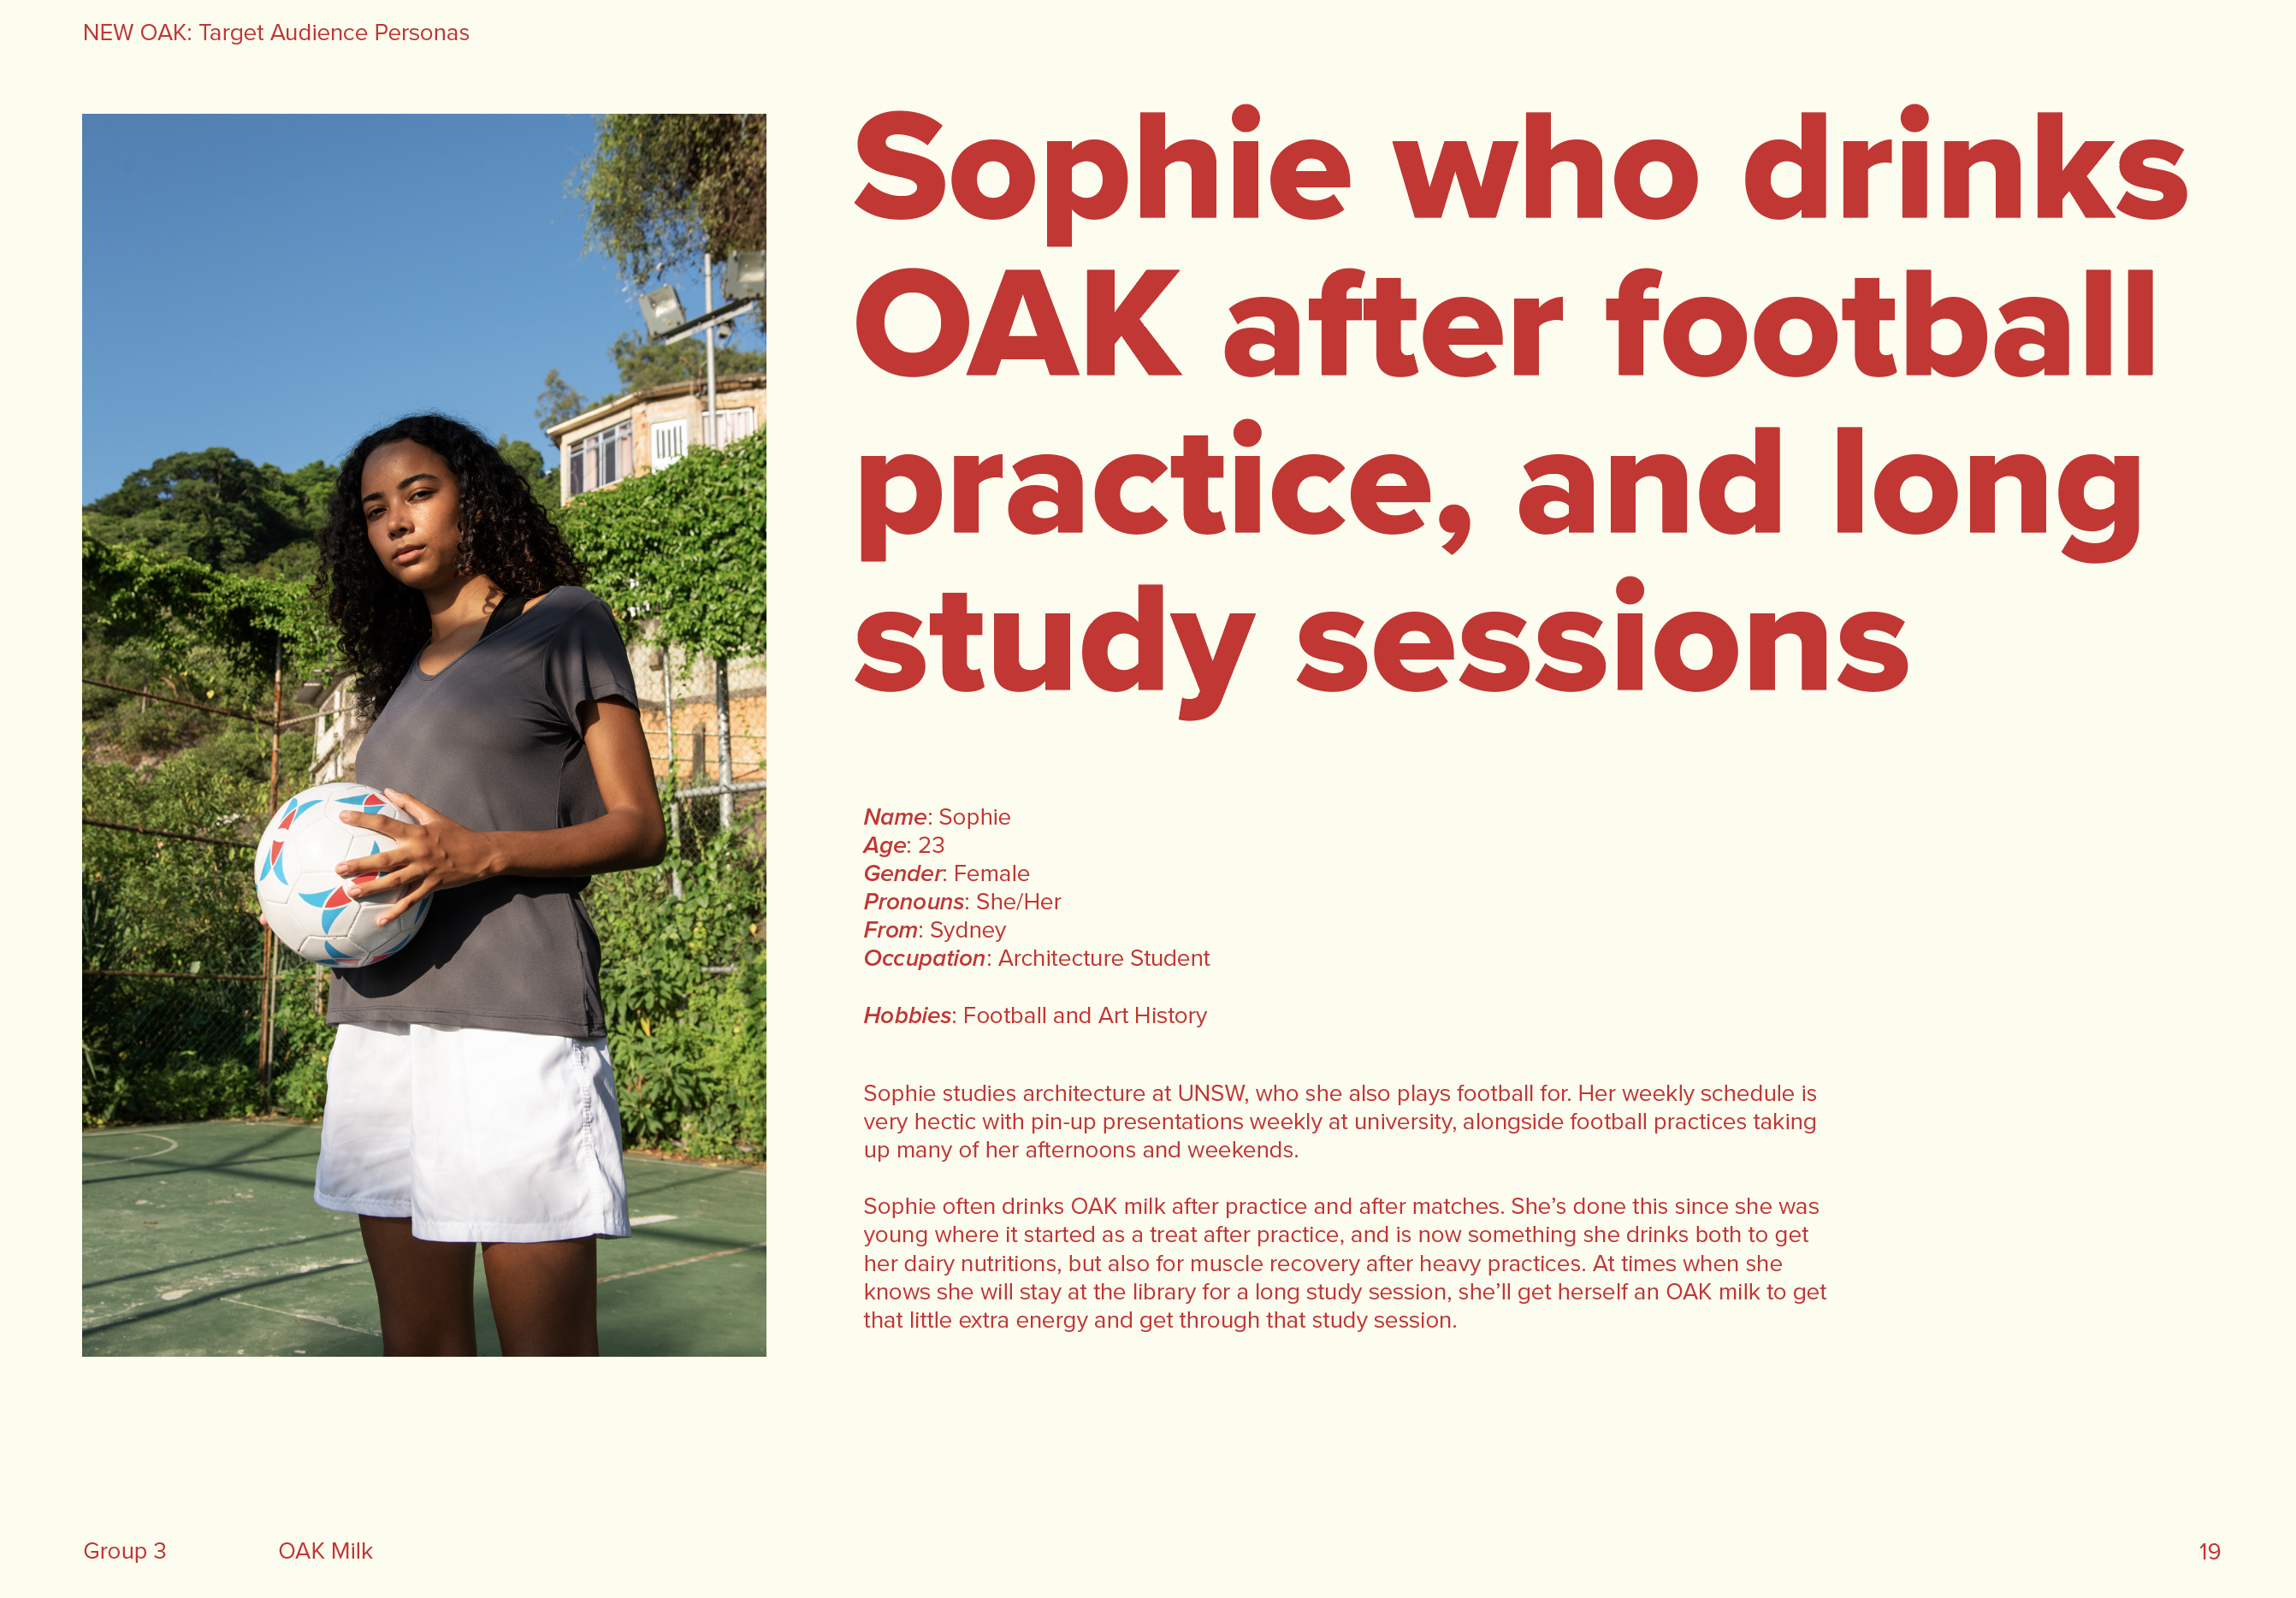 NEW OAK: Target Audience Personas
Sophie who drinks
OAK after football
practice, and long
study sessions
Name: Sophie
Age: 23
Gender: Female
Pronouns: She/Her
From: Sydney
Occupation: Architecture Student
Hobbies: Football and Art History
Sophie studies architecture at UNSW, who she also plays football for. Her weekly schedule is
very hectic with pin-up presentations weekly at university, alongside football practices taking
up many of her afternoons and weekends.
Sophie often drinks OAK milk after practice and after matches. She’s done this since she was
young where it started as a treat after practice, and is now something she drinks both to get
her dairy nutritions, but also for muscle recovery after heavy practices. At times when she
knows she will stay at the library for a long study session, she’ll get herself an OAK milk to get
that little extra energy and get through that study session.
Group 3
OAK Milk
19